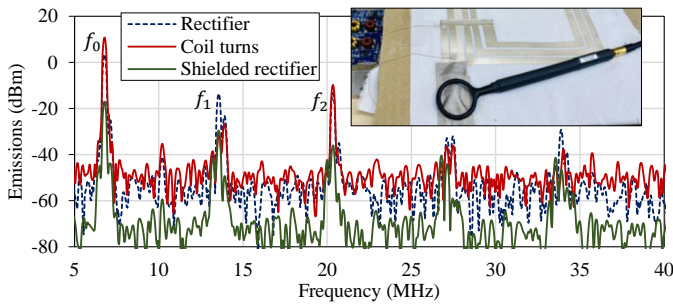 20
0
-20
-40
-60
-80
Emissions (dBm)
f0
f1
f2
Rectifier
Coil turns
Shielded rectifier
5
10
15
20
25
30
35
40
Frequency (MHz)